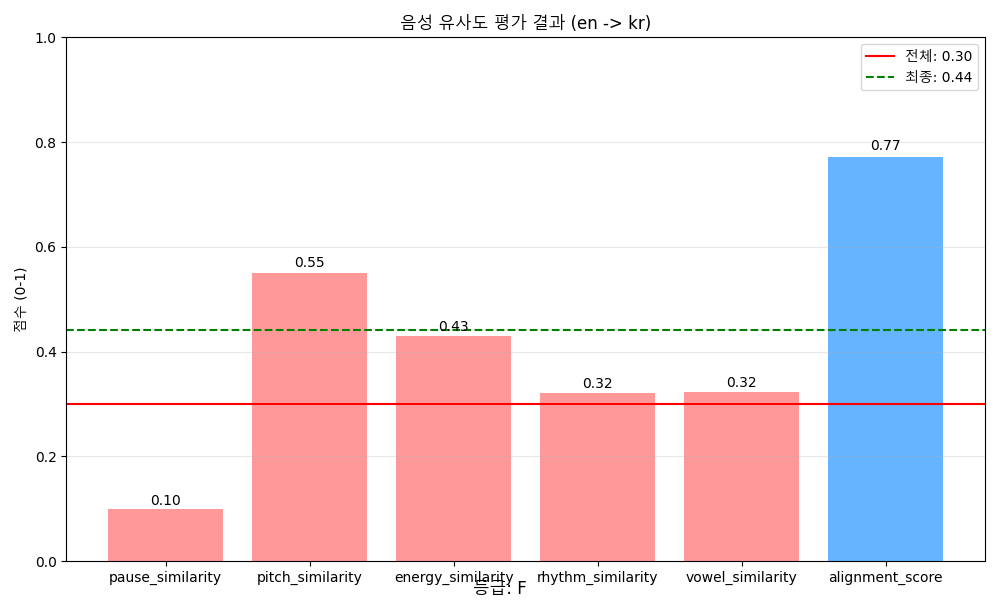 음성 유사도 평가 결과 (en -> kr)
전체: 0.30
최종: 0.44
점수 (0-1)
1.0
0.8
0.6
0.4
0.2
0.0
0.10
0.55
0.43
0.32
0.32
0.77
pause_similarity
pitch_similarity
energy_similarity
rhythm_similarity
vowel_similarity
alignment_score
등급: F